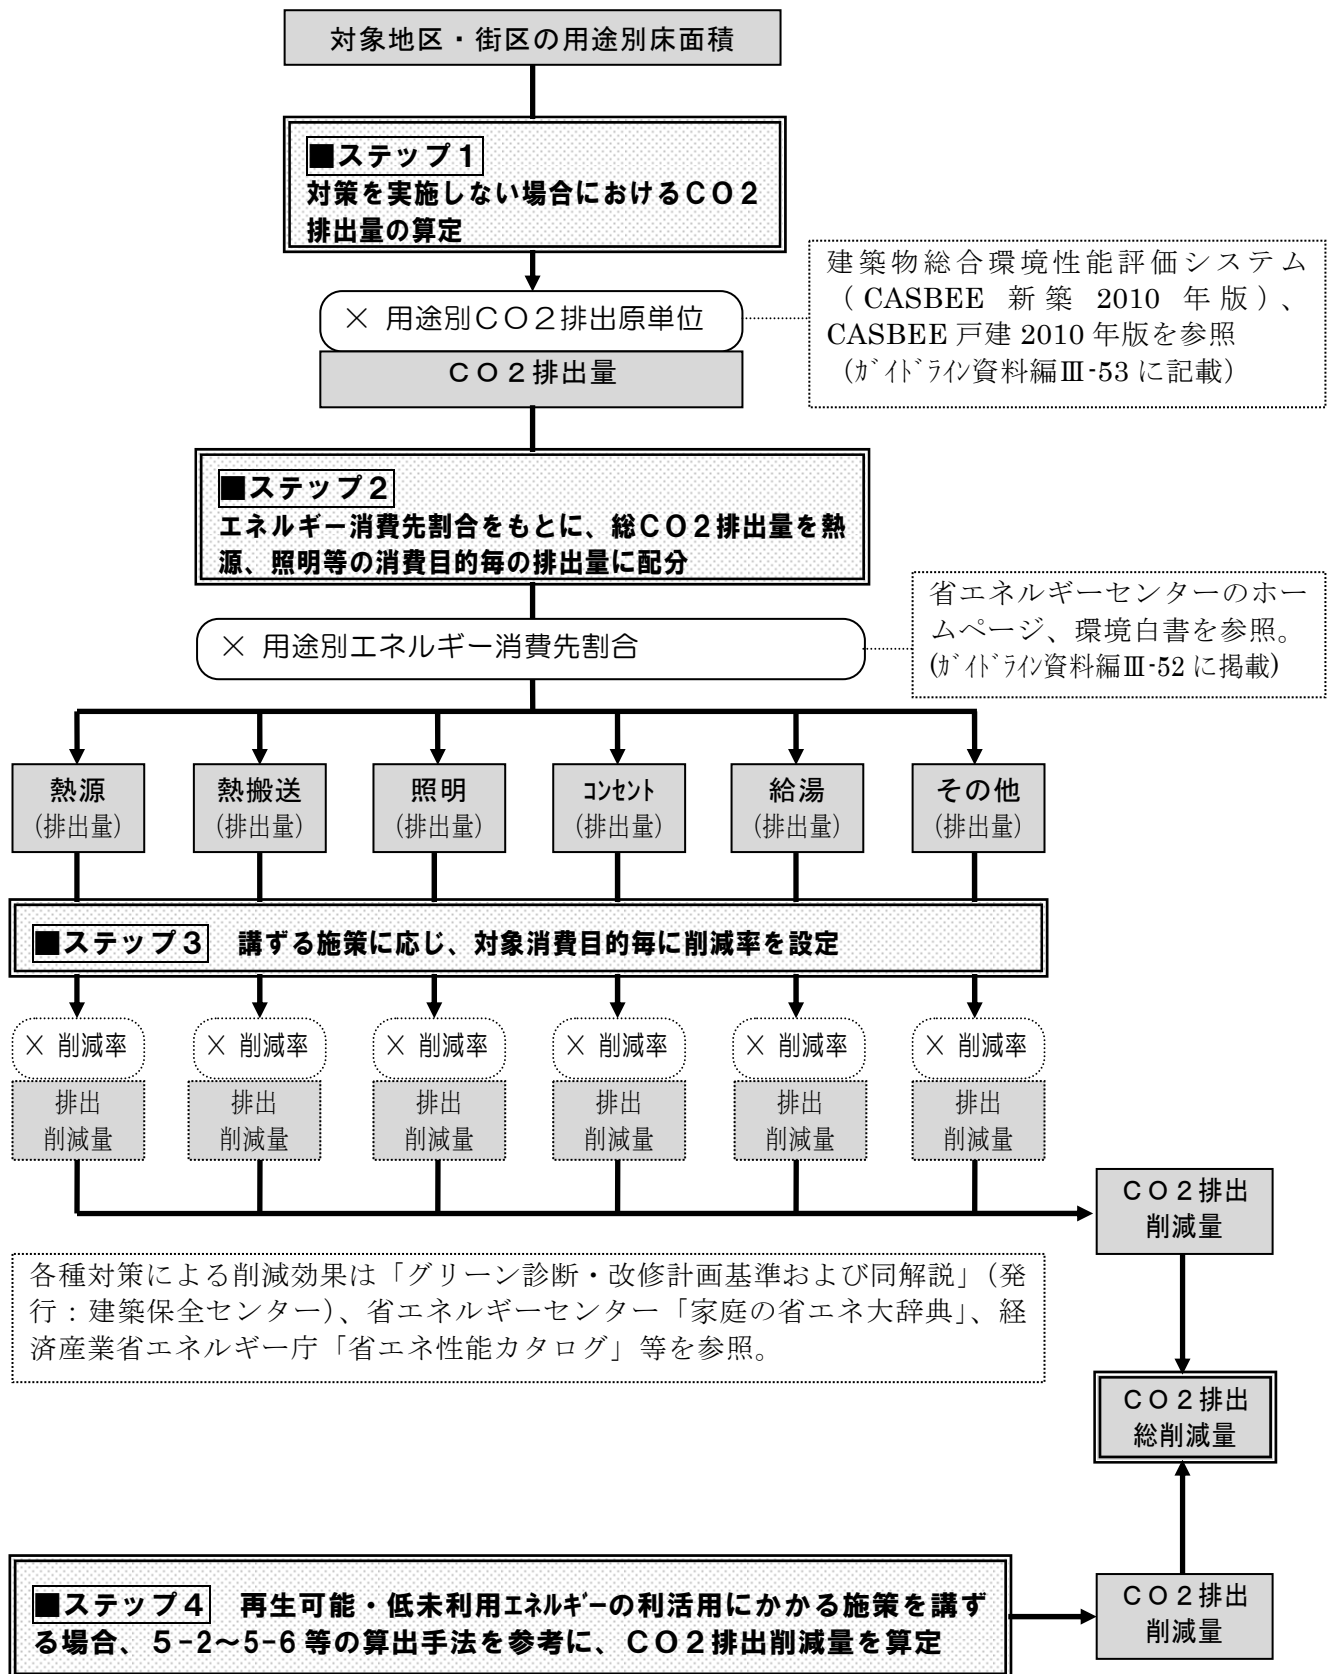 対象地区・街区の用途別床面積
■ステップ１
対策を実施しない場合におけるＣＯ２
排出量の算定
建築物総合環境性能評価システム
（CASBEE 新築 2010 年版）、
CASBEE 戸建 2010 年版を参照
（ｶﾞｲﾄﾞﾗｲﾝ資料編Ⅲ-53 に記載）
× 用途別ＣＯ２排出原単位
ＣＯ２排出量
■ステップ２
エネルギー消費先割合をもとに、総ＣＯ２排出量を熱
源、照明等の消費目的毎の排出量に配分
省エネルギーセンターのホー
ムページ、環境白書を参照。
(ｶﾞｲﾄﾞﾗｲﾝ資料編Ⅲ-52 に掲載)
× 用途別エネルギー消費先割合
熱源
（排出量）
熱搬送
（排出量）
照明
（排出量）
ｺﾝｾﾝﾄ
（排出量）
給湯
（排出量）
その他
（排出量）
■ステップ３ 講ずる施策に応じ、対象消費目的毎に削減率を設定
× 削減率
排出
削減量
× 削減率
排出
削減量
× 削減率
排出
削減量
× 削減率
排出
削減量
× 削減率
排出
削減量
× 削減率
排出
削減量
ＣＯ２排出
削減量
各種対策による削減効果は「グリーン診断・改修計画基準および同解説」（発
行：建築保全センター）、省エネルギーセンター「家庭の省エネ大辞典」、経
済産業省エネルギー庁「省エネ性能カタログ」等を参照。
ＣＯ２排出
総削減量
■ステップ４ 再生可能・低未利用ｴﾈﾙｷﾞｰの利活用にかかる施策を講ず
る場合、５-2～5-6 等の算出手法を参考に、ＣＯ２排出削減量を算定
ＣＯ２排出
削減量